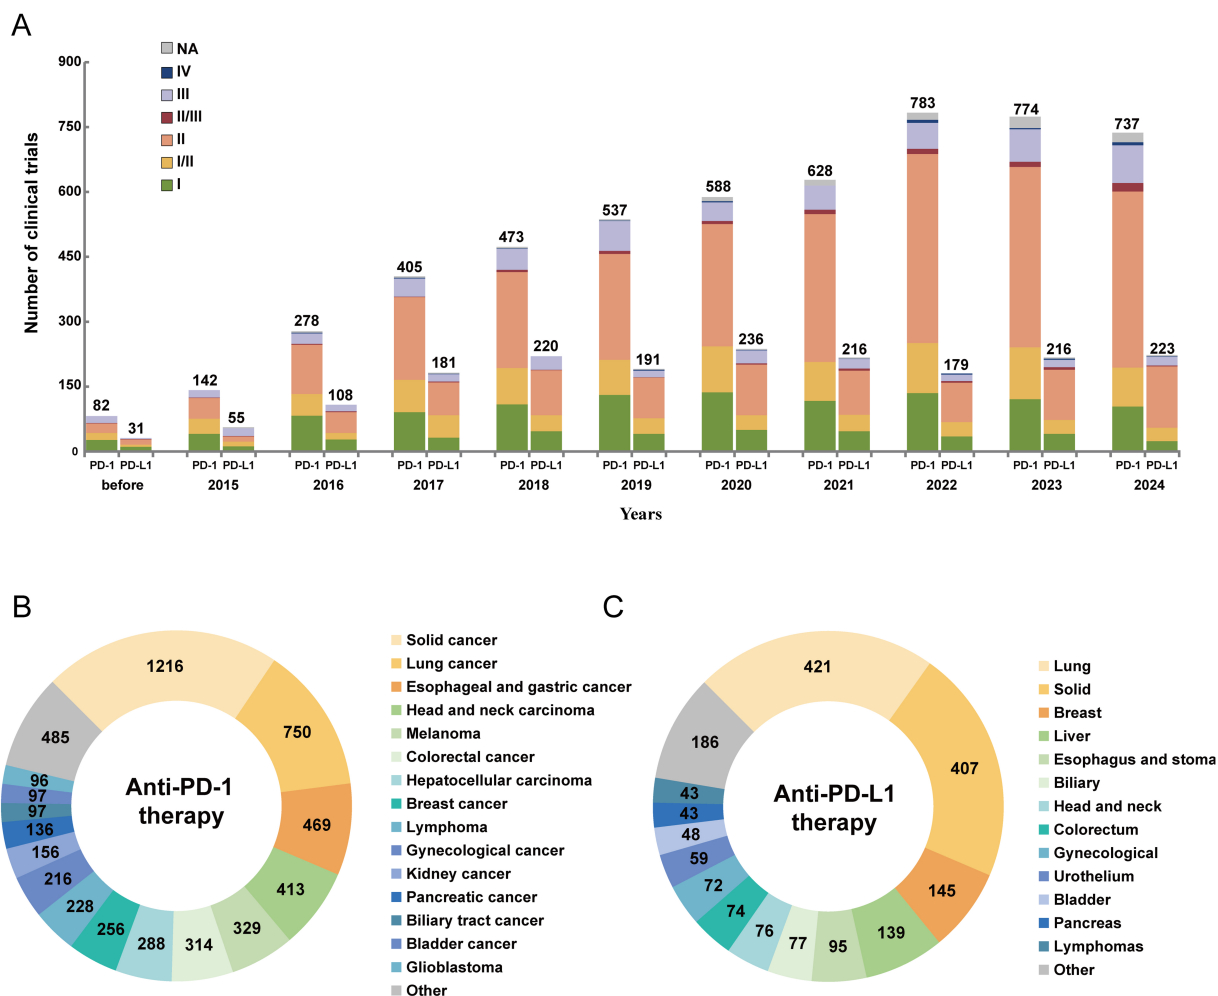 A
NA
IV
III
II/III
II
I/II
I
900
750
600
450
300
150
0
Number of clinical trials
82
31
142
55
278
108
405
181
473
220
537
191
588
236
628
216
783
179
774
216
737
223
PD-1 PD-L1 PD-1 PD-L1 PD-1 PD-L1 PD-1 PD-L1 PD-1 PD-L1 PD-1 PD-L1 PD-1 PD-L1 PD-1 PD-L1 PD-1 PD-L1 PD-1 PD-L1 PD-1 PD-L1
before 2015 2016 2017 2018 2019 2020 2021 2022 2023 2024
Years
B
Anti-PD-1
therapy
1216
750
469
413
329
314
288
256
228
216
156
136
97
97
96
485
Solid cancer
Lung cancer
Esophageal and gastric cancer
Head and neck carcinoma
Melanoma
Colorectal cancer
Hepatocellular carcinoma
Breast cancer
Lymphoma
Gynecological cancer
Kidney cancer
Pancreatic cancer
Biliary tract cancer
Bladder cancer
Glioblastoma
Other
C
Anti-PD-L1
therapy
421
407
145
139
95
77
76
74
72
59
48
43
43
186
Lung
Solid
Breast
Liver
Esophagus and stoma
Biliary
Head and neck
Colorectum
Gynecological
Urothelium
Bladder
Pancreas
Lymphomas
Other